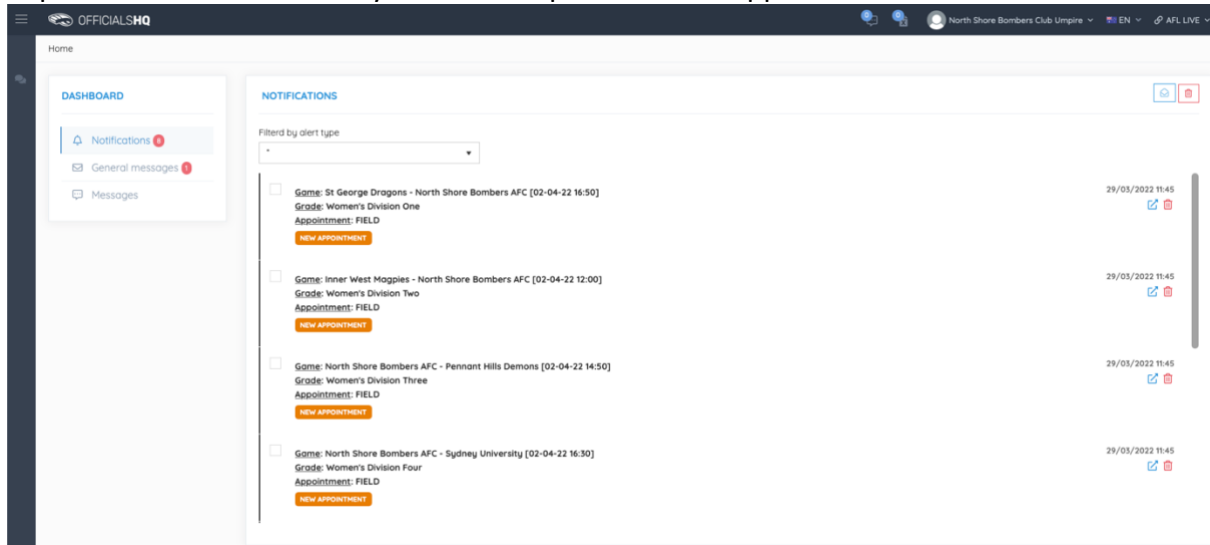 OFFICIALSHQ
0
0
North Shore Bombers Club Umpire
EN
AFL LIVE
Home
DASHBOARD
Notifications
General messages 1
Messages
NOTIFICATIONS
Filterd by alert type
Game: St George Dragons - North Shore Bombers AFC [02-04-22 16:50]
Grade: Women's Division One
Appointment: FIELD
NEW APPOINTMENT
29/03/2022 11:45
Game: Inner West Magpies - North Shore Bombers AFC [02-04-22 12:00]
Grade: Women's Division Two
Appointment: FIELD
NEW APPOINTMENT
29/03/2022 11:45
Game: North Shore Bombers AFC - Pennant Hills Demons [02-04-22 14:50]
Grade: Women's Division Three
Appointment: FIELD
NEW APPOINTMENT
29/03/2022 11:45
Game: North Shore Bombers AFC - Sydney University [02-04-22 16:30]
Grade: Women's Division Four
Appointment: FIELD
NEW APPOINTMENT
29/03/2022 11:45